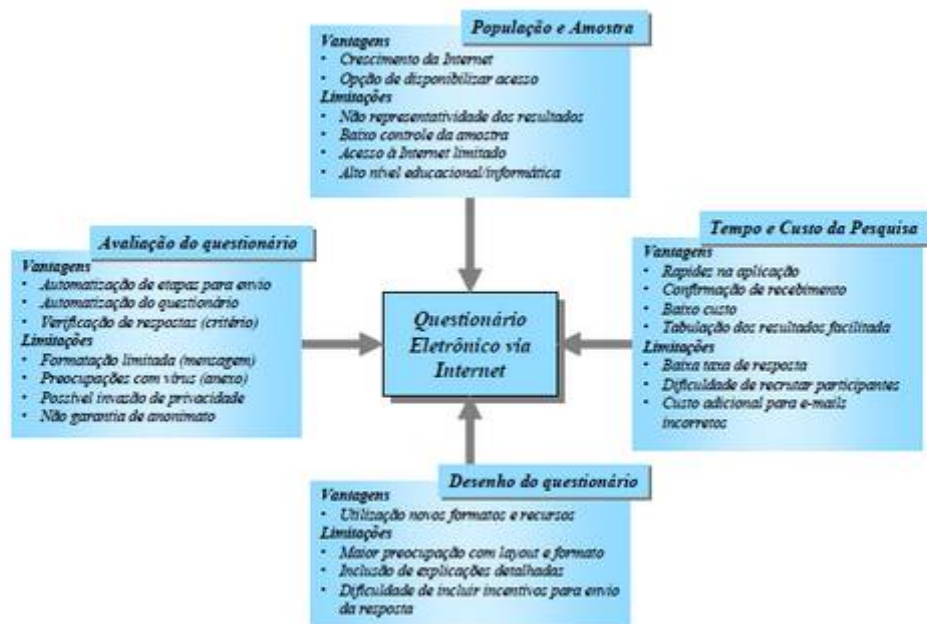 População e Amostra
Vantagens
• Crescimento da Internet
• Opção de disponibilizar acesso
Limitações
• Não representatividade dos resultados
• Baixo controle da amostra
• Acesso à Internet limitado
• Alto nível educacional/informática
Avaliação do questionário
Vantagens
• Automatização de etapas para envio
• Automatização do questionário
• Verificação de respostas (critério)
Limitações
• Formatação limitada (mensagem)
• Preocupações com vírus (anexo)
• Possível invasão de privacidade
• Não garantia de anonimato
Questionário
Eletrônico via
Internet
Tempo e Custo da Pesquisa
Vantagens
• Rapidez na aplicação
• Confirmação de recebimento
• Baixo custo
• Tabulação dos resultados facilitada
Limitações
• Baixa taxa de resposta
• Dificuldade de recrutar participantes
• Custo adicional para e-mails
incorretos
Desenho do questionário
Vantagens
• Utilização novos formatos e recursos
Limitações
• Maior preocupação com layout e formato
• Inclusão de explicações detalhadas
• Dificuldade de incluir incentivos para envio
da resposta